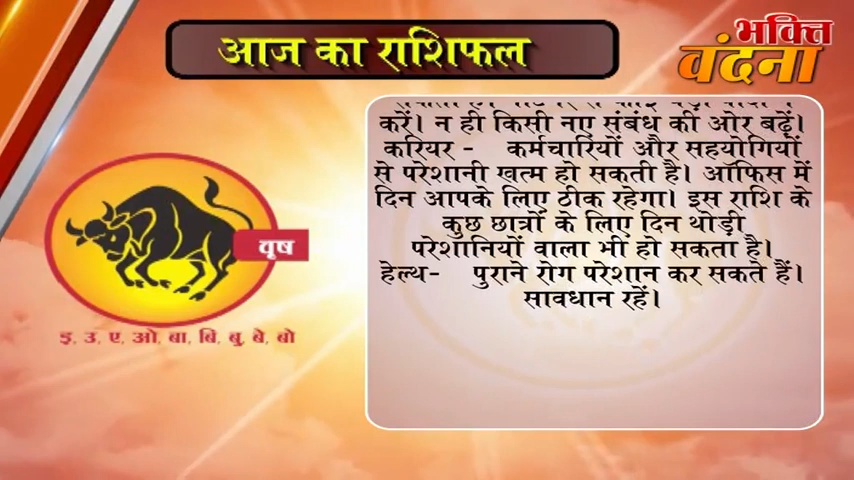 आज का राशिफल
भक्ति
वंदना
करें। न ही किसी नए संबंध की ओर बढ़ें।
करियर - कर्मचारियों और सहयोगियों
से परेशानी खत्म हो सकती है। ऑफिस में
दिन आपके लिए ठीक रहेगा। इस राशि के
कुछ छात्रों के लिए दिन थोड़ी
परेशानियों वाला भी हो सकता है।
हेल्थ- पुराने रोग परेशान कर सकते हैं।
सावधान रहें।
वृष
इ, उ, ए, ओ, बा, बि, बु, बे, बो